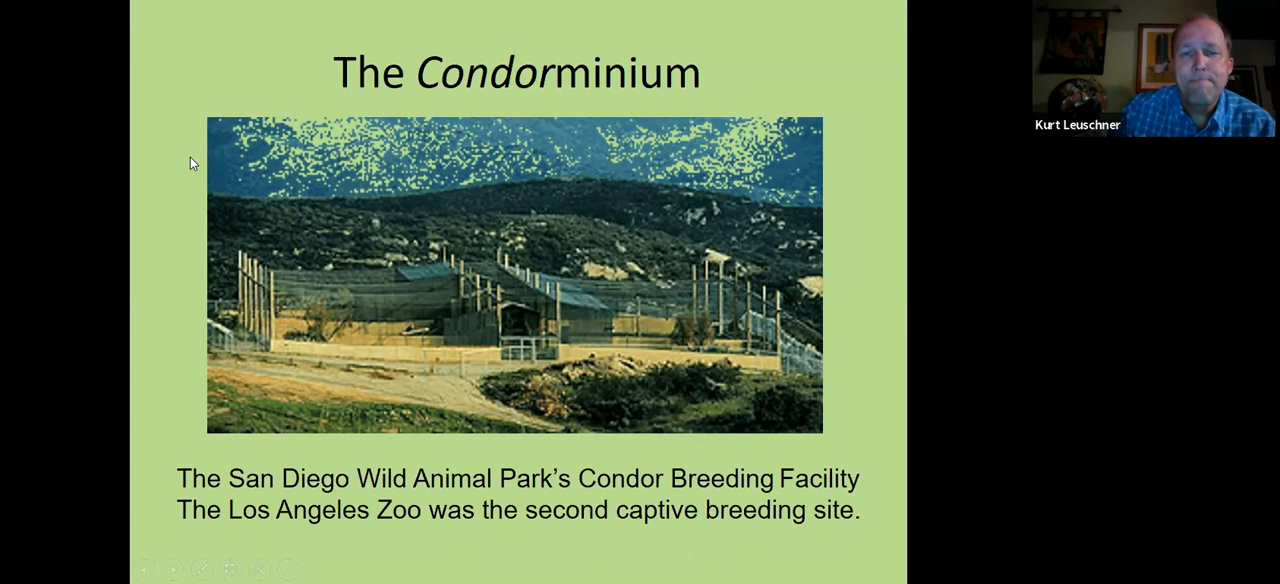 The Condorminium
Kurt Leuschner
The San Diego Wild Animal Park’s Condor Breeding Facility
The Los Angeles Zoo was the second captive breeding site.